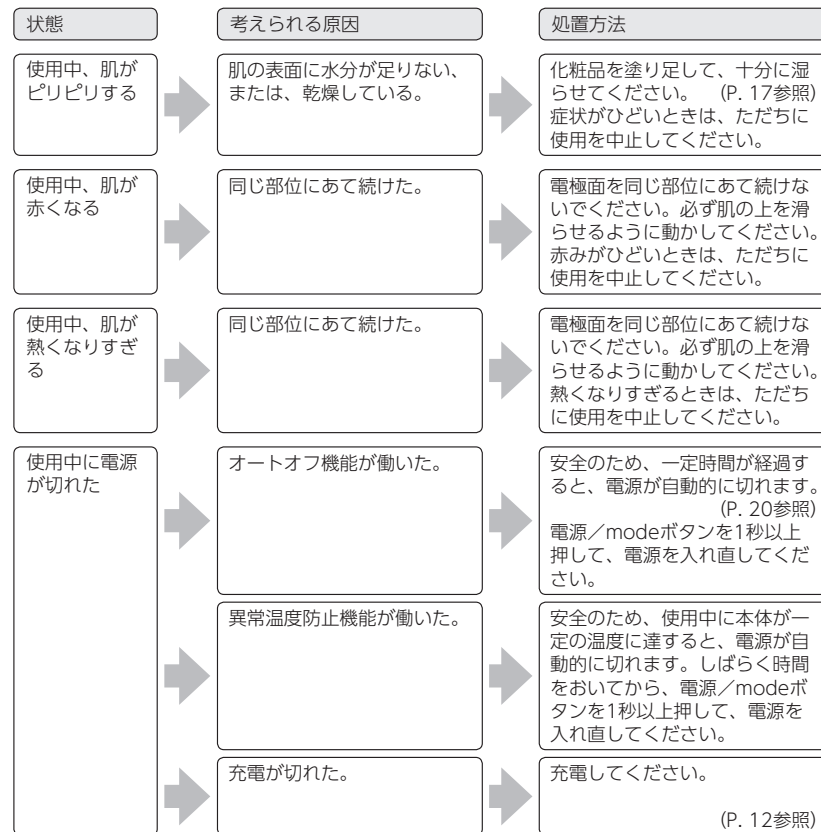 状態
考えられる原因
処置方法
使用中、肌が
ピリピリする
肌の表面に水分が足りない、
または、乾燥している。
化粧品を塗り足して、十分に湿
らせてください。 (P. 17参照)
症状がひどいときは、ただちに
使用を中止してください。
使用中、肌が
赤くなる
同じ部位にあて続けた。
電極面を同じ部位にあて続けな
いでください。必ず肌の上を滑
らせるように動かしてください。
赤みがひどいときは、ただちに
使用を中止してください。
使用中、肌が
熱くなりすぎ
る
同じ部位にあて続けた。
電極面を同じ部位にあて続けな
いでください。必ず肌の上を滑
らせるように動かしてください。
熱くなりすぎるときは、ただち
に使用を中止してください。
使用中に電源
が切れた
オートオフ機能が働いた。
安全のため、一定時間が経過す
ると、電源が自動的に切れます。
(P. 20参照)
電源／modeボタンを1秒以上
押して、電源を入れ直してくだ
さい。
異常温度防止機能が働いた。
安全のため、使用中に本体が一
定の温度に達すると、電源が自
動的に切れます。しばらく時間
をおいてから、電源／modeボ
タンを1秒以上押して、電源を
入れ直してください。
充電が切れた。
充電してください。
(P. 12参照)